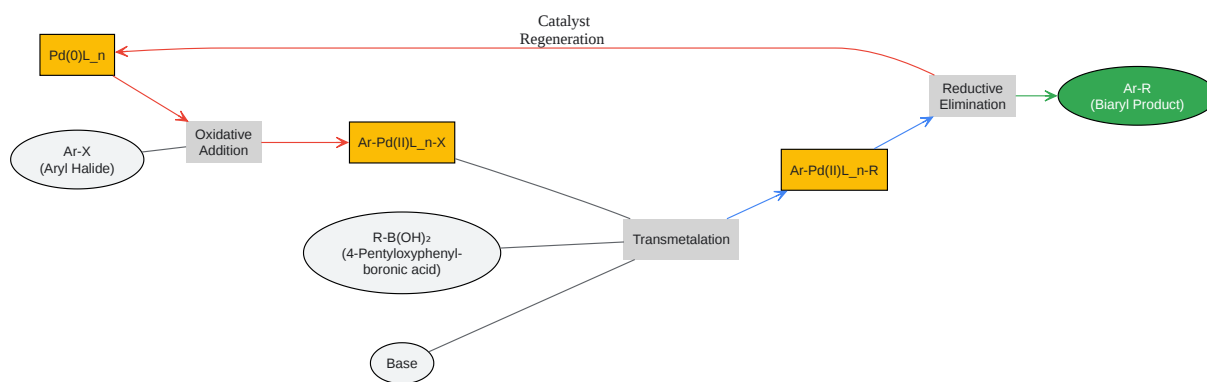 Catalyst
Regeneration
Pd(0)L_n
Oxidative
Addition
Ar-X
(Aryl Halide)
Ar-Pd(II)L_n-X
R-B(OH)₂
(4-Pentyloxyphenyl-
boronic acid)
Base
Transmetalation
Ar-Pd(II)L_n-R
Reductive
Elimination
Ar-R
(Biaryl Product)